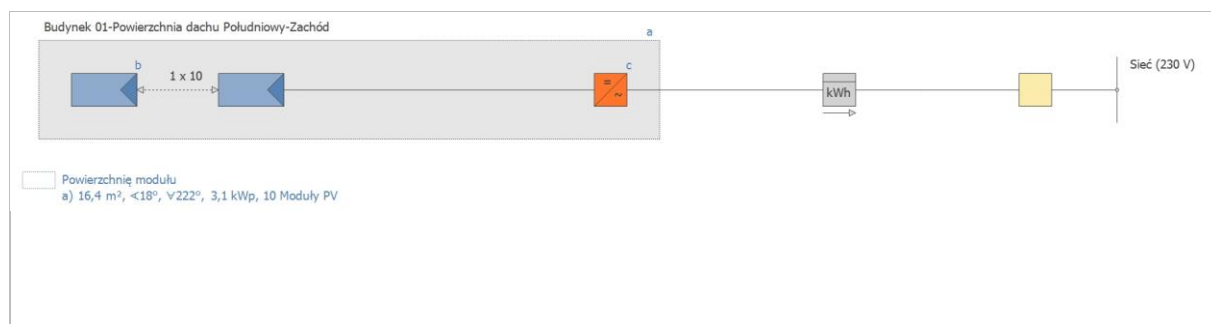 Budynek 01-Powierzchnia dachu Południowy-Zachód
a
b
1 x 10
c
=
~
kWh
Sieć (230 V)
Powierzchnię modułu
a) 16,4 m², ∢18°, ∀222°, 3,1 kWp, 10 Moduły PV